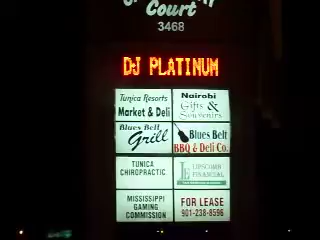 Court
3468
DJ PLATINUM
Tunica Resorts
Market & Deli
Nairobi
Gifts &
Souvenirs
Blues Belt
Grill
Blues Belt
BBQ & Deli Co.
TUNICA
CHIROPRACTIC
LIPSCOMB
FINANCIAL
MISSISSIPPI
GAMING
COMMISSION
FOR LEASE
901-238-8596